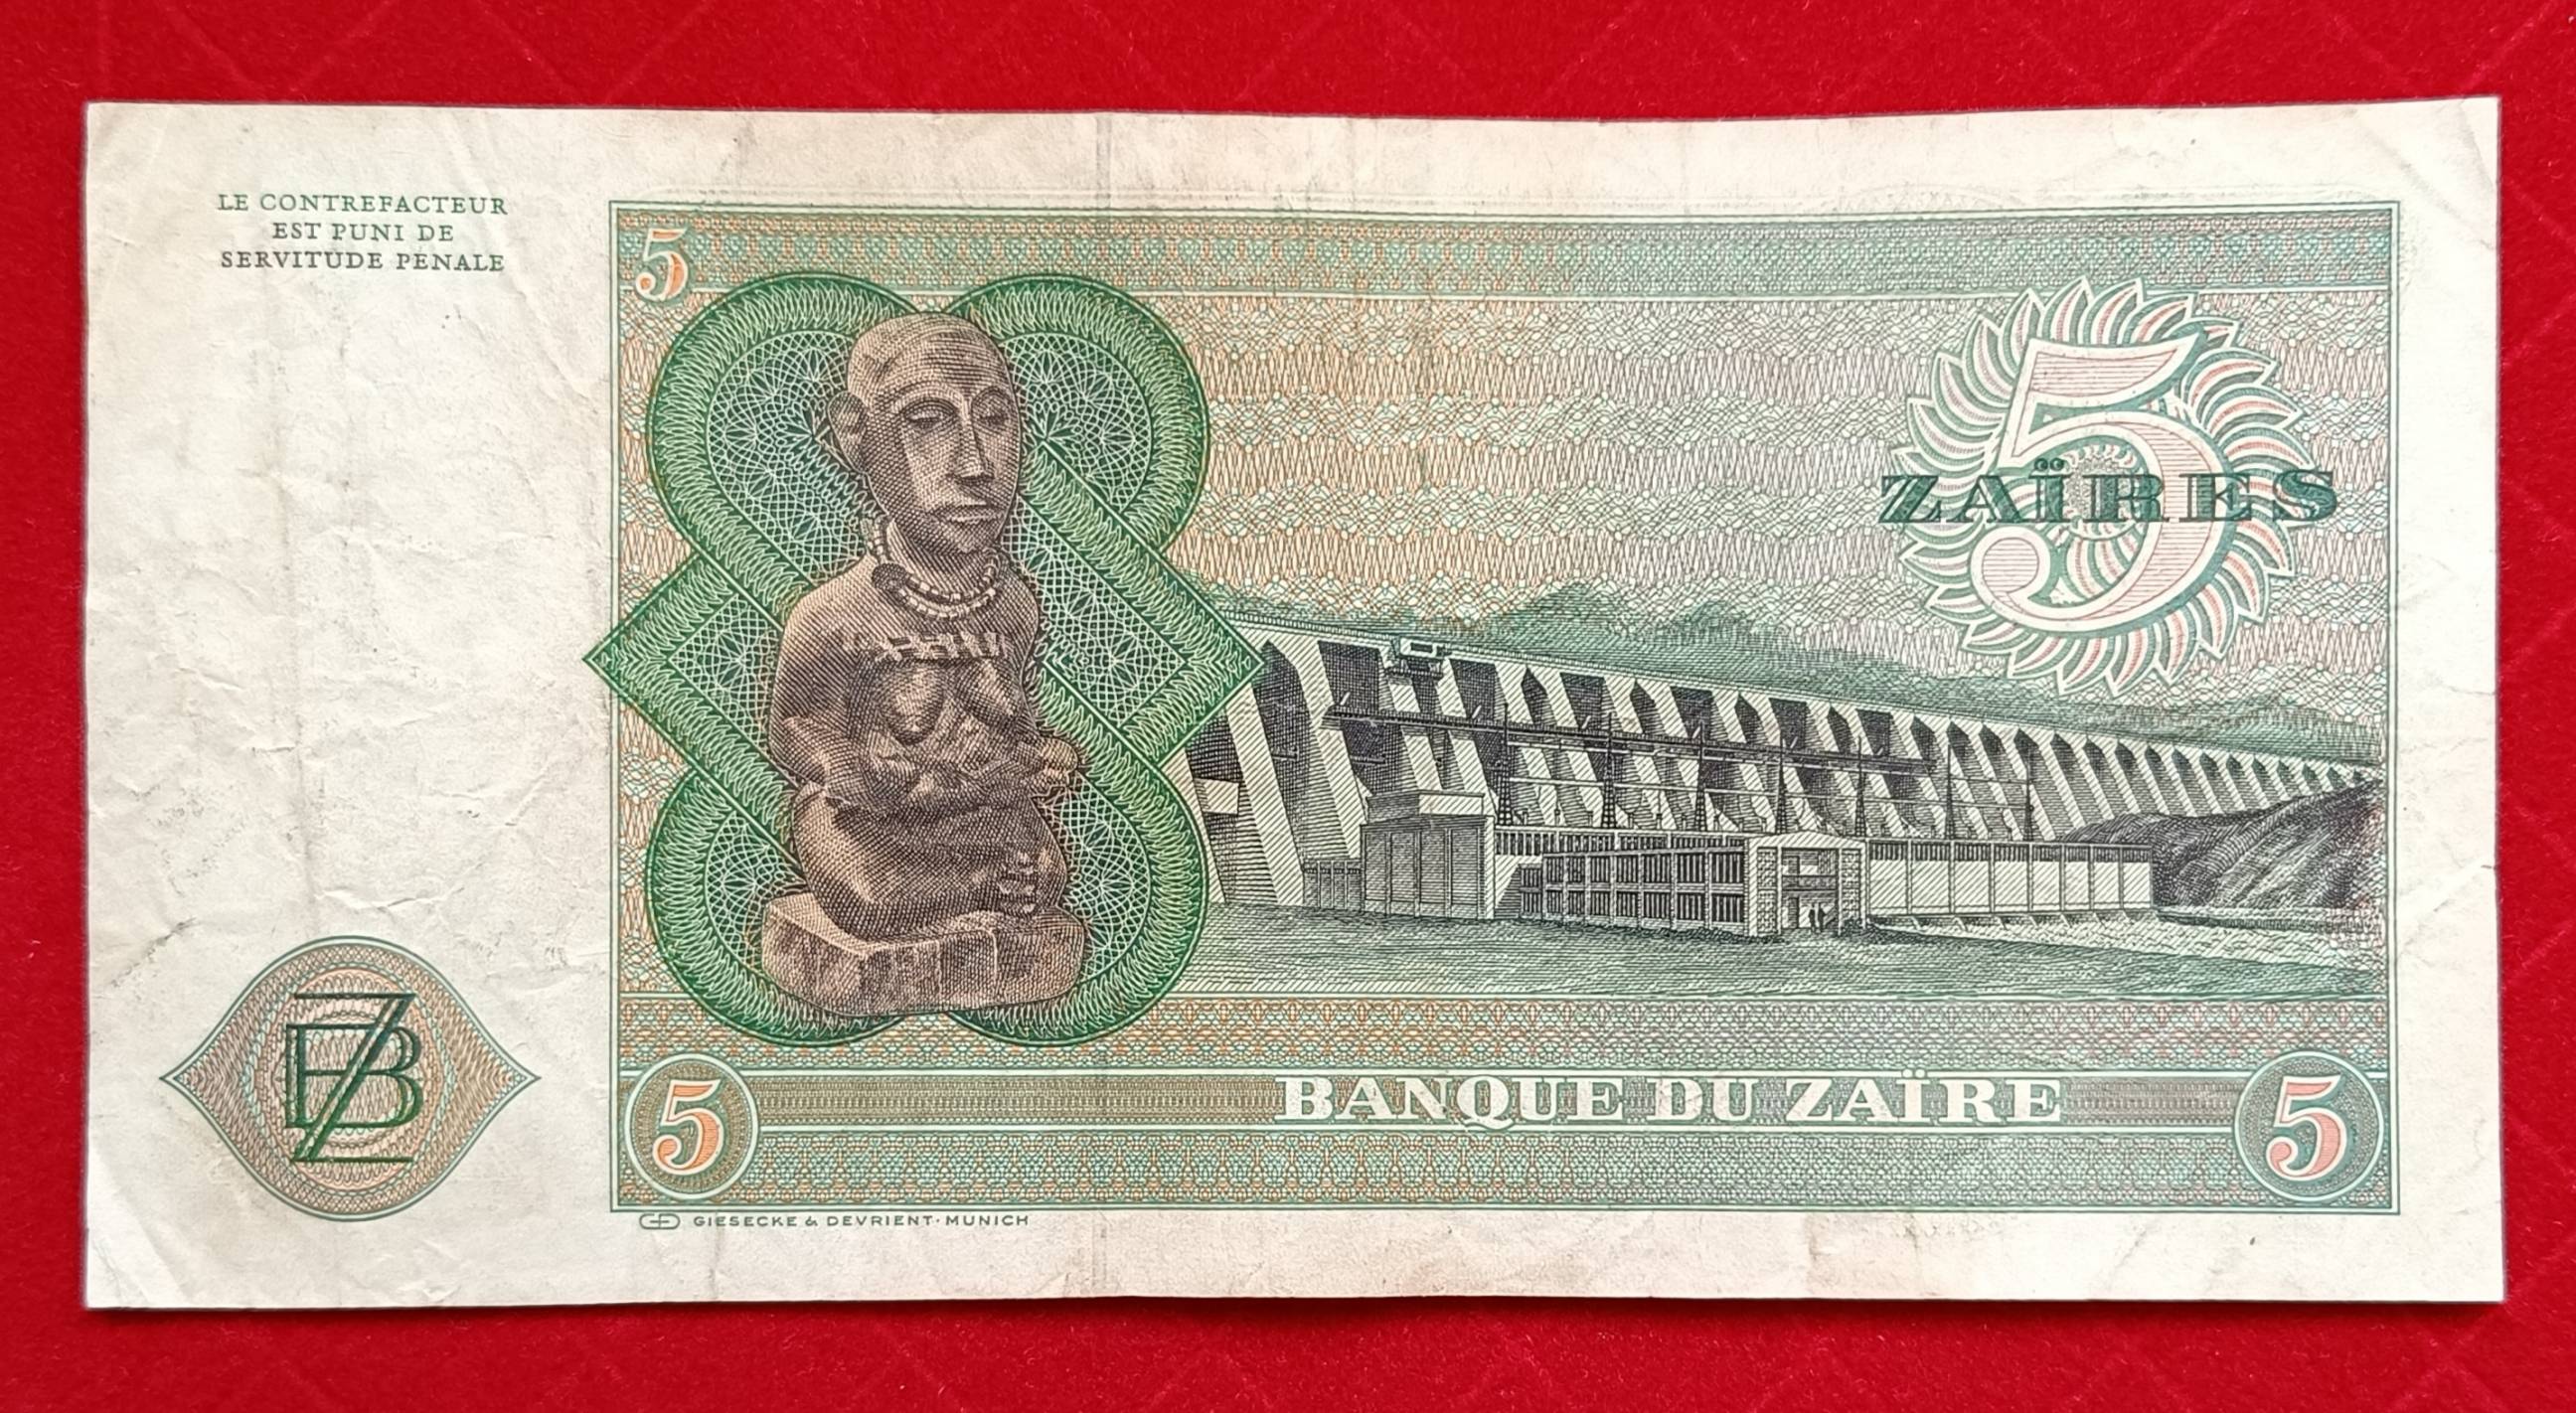 LE CONTREFACTEUR
EST PUNI DE
SERVITUDE PENALE
5
5
ZAÏRES
BZ
5
BANQUE DU ZAÏRE
5
GD GIESECKE & DEVRIENT · MUNICH